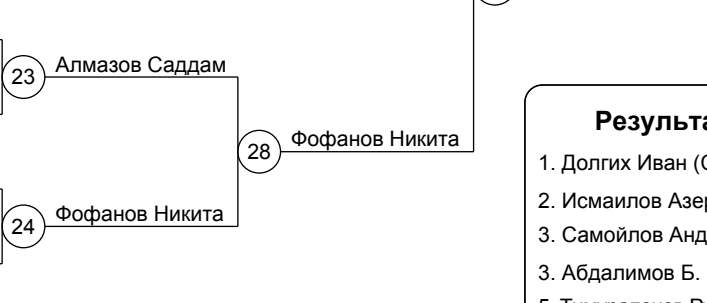 23
Алмазов Саддам
28
Фофанов Никита
24
Фофанов Никита
1. Долгих Иван
2. Исмаилов
3. Самойлов
3. Абдалимов Б.